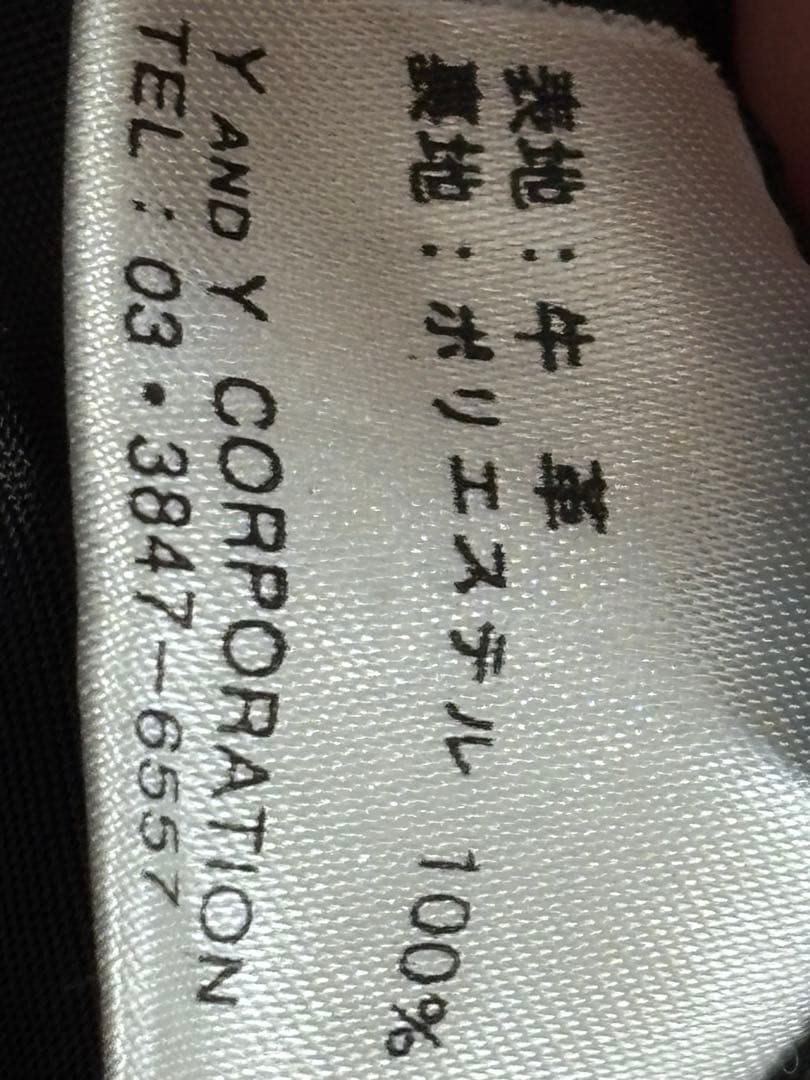 表地:牛 革
裏地:ポリエステル 100%
Y AND Y CORPORATION
TEL:03・3847-6557